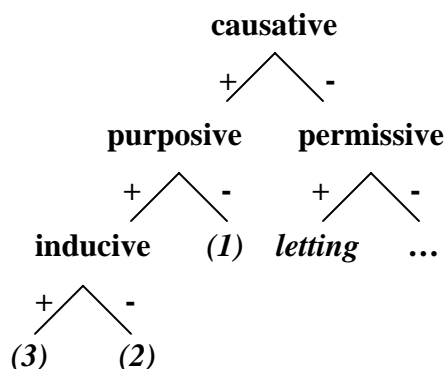 causative
+ -
purposive permissive
+ - + -
inducive (1) letting ...
+ -
(3) (2)